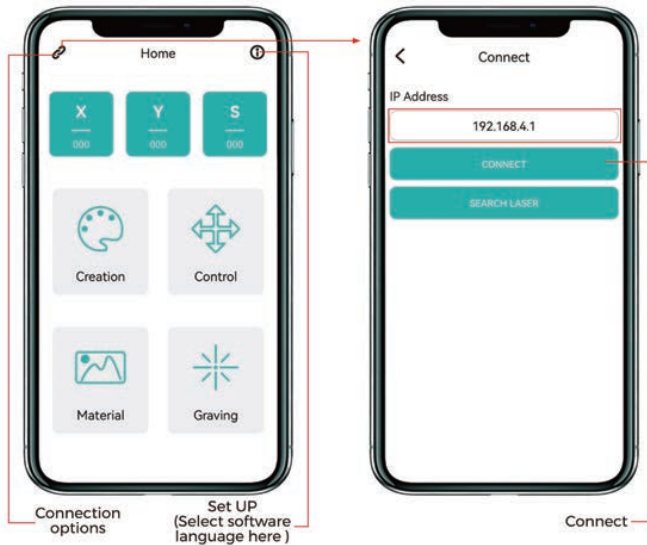 Home
X
Y
S
000
000
000
Creation
Control
Material
Graving
Connection
options
Set UP
(Select software
language here )
Connect
IP Address
192.168.4.1
CONNECT
SEARCH LASER
Connect